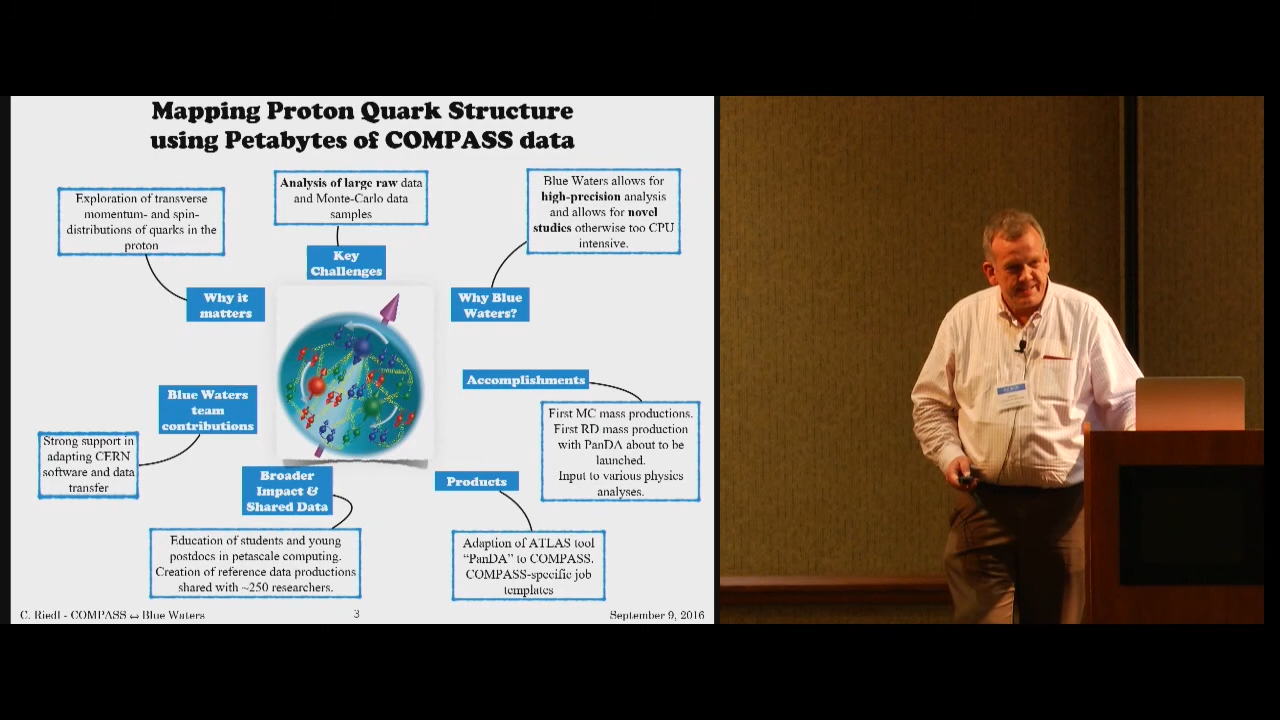 Mapping Proton Quark Structure
using Petabytes of COMPASS data
Exploration of transverse
momentum- and spin-
distributions of quarks in the
proton
Why it
matters
Analysis of large raw data
and Monte-Carlo data
samples
Key
Challenges
Blue Waters allows for
high-precision analysis
and allows for novel
studies otherwise too CPU
intensive.
Why Blue
Waters?
Accomplishments
First MC mass productions.
First RD mass production
with PanDA about to be
launched.
Input to various physics
analyses.
Blue Waters
team
contributions
Strong support in
adapting CERN
software and data
transfer
Broader
Impact &
Shared Data
Education of students and young
postdocs in petascale computing.
Creation of reference data productions
shared with ~250 researchers.
Products
Adaption of ATLAS tool
“PanDA” to COMPASS.
COMPASS-specific job
templates
C. Riedl - COMPASS ⇔ Blue Waters
3
September 9, 2016